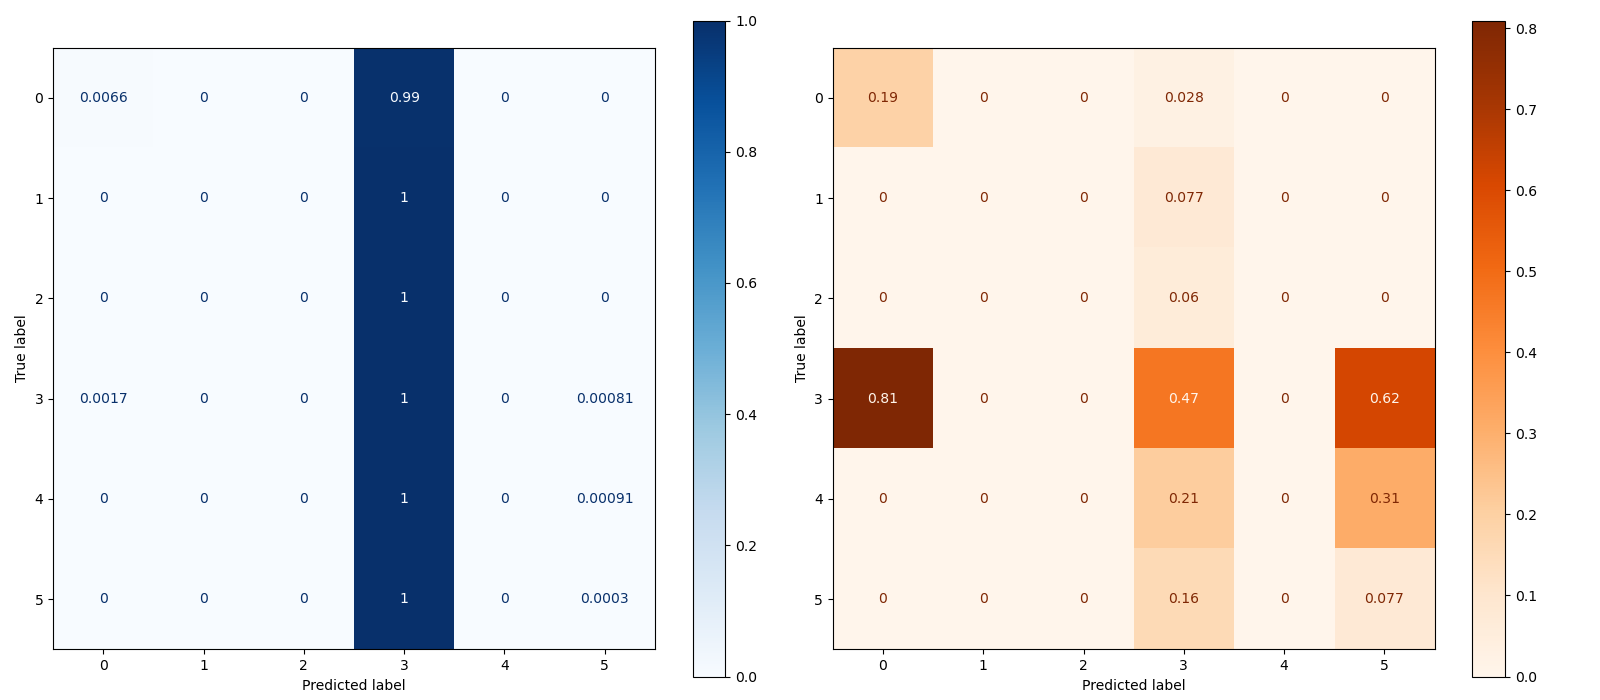 0 0.0066 0 0 0.99 0 0
1 0 0 0 1 0 0
2 0 0 0 1 0 0
3 0.0017 0 0 1 0 0.00081
4 0 0 0 1 0 0.00091
5 0 0 0 1 0 0.0003
0 1 2 3 4 5
Predicted label
True label
1.0
0.8
0.6
0.4
0.2
0.0
0 0.19 0 0 0.028 0 0
1 0 0 0 0.077 0 0
2 0 0 0 0.06 0 0
3 0.81 0 0 0.47 0 0.62
4 0 0 0 0.21 0 0.31
5 0 0 0 0.16 0 0.077
0 1 2 3 4 5
Predicted label
True label
0.8
0.7
0.6
0.5
0.4
0.3
0.2
0.1
0.0